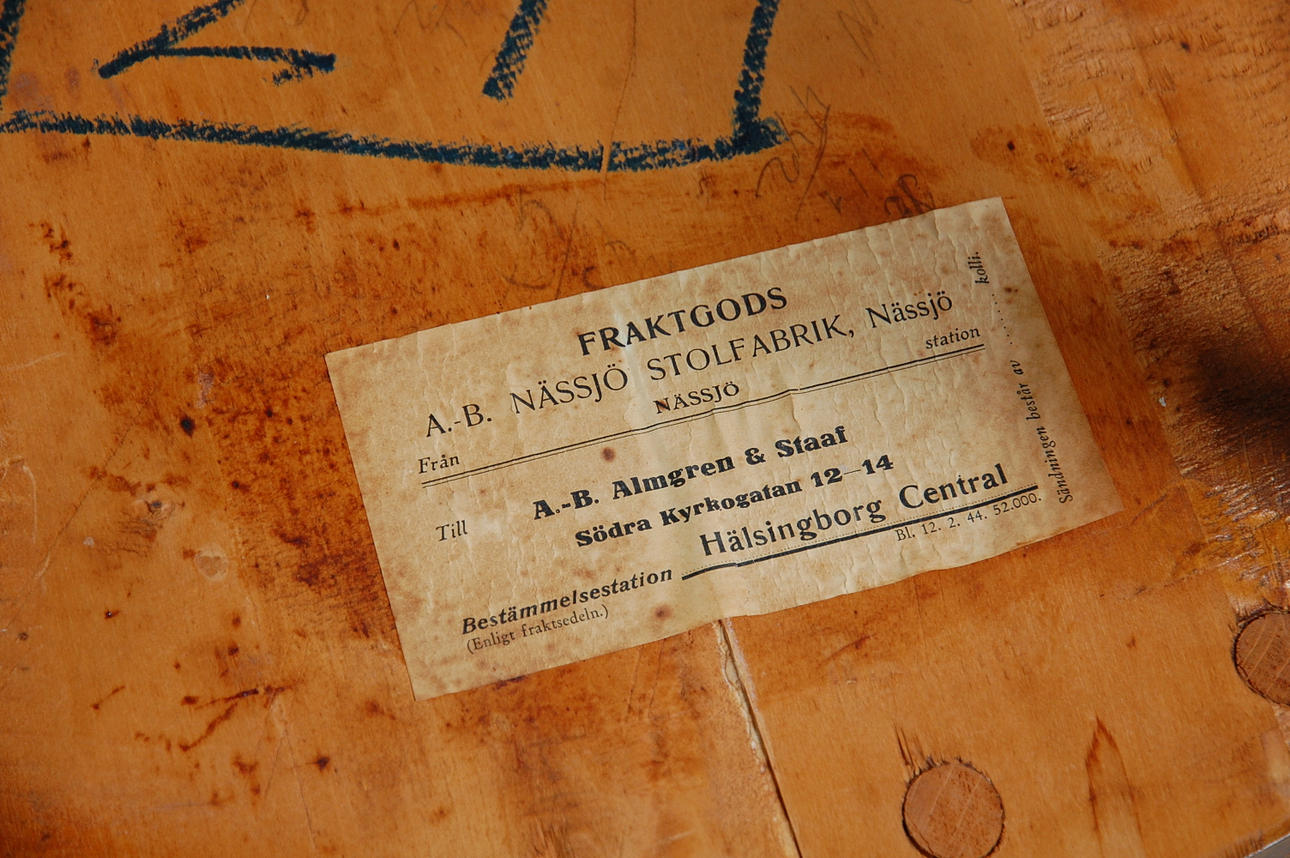 FRAKTGODS
A.-B. NÄSSJÖ STOLFABRIK, Nässjö
Från NÄSSJÖ station
Till A.-B. Almgren & Staaf
Södra Kyrkogatan 12—14
Bestämmelsestation Hälsingborg Central
(Enligt fraktsedeln.)
Bl. 12. 2. 44. 52.000.
Sändningen består av ........ kolli.